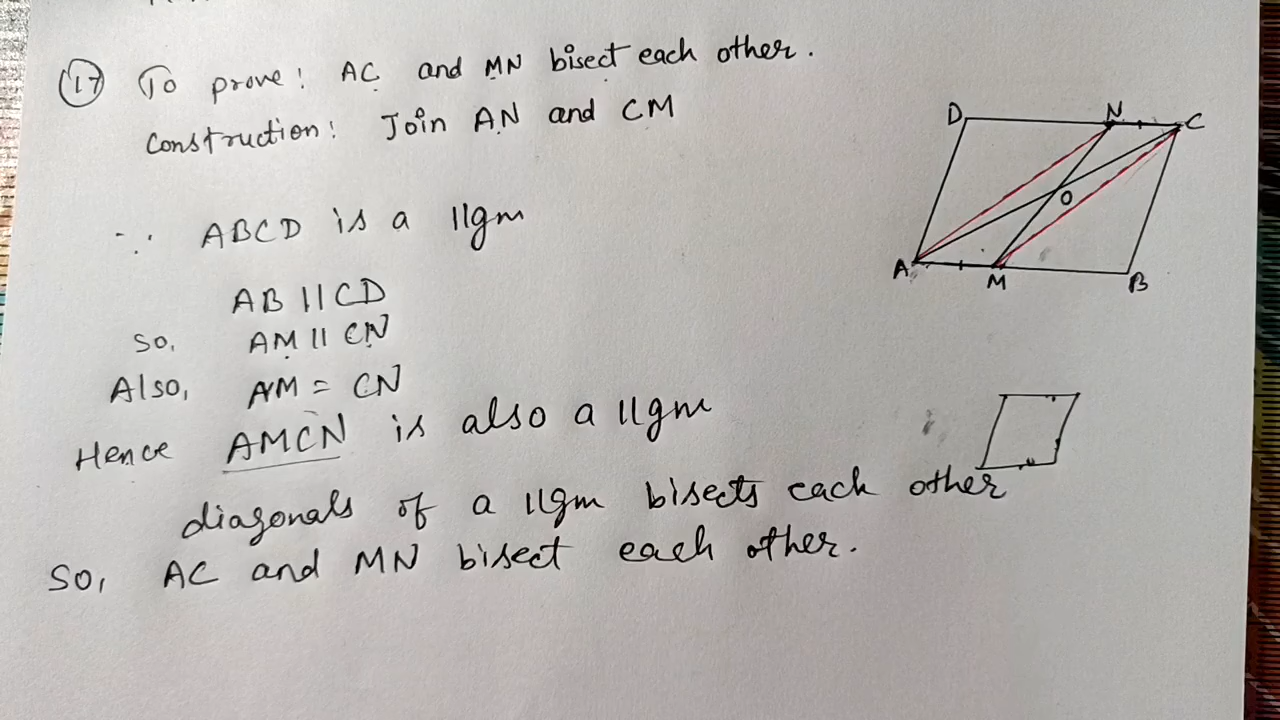 (17) To prove: AC and MN bisect each other.
Construction: Join AN and CM
∵ ABCD is a ||gm
AB || CD
So, AM || CN
Also, AM = CN
Hence AMCN is also a ||gm
diagonals of a ||gm bisects each other
So, AC and MN bisect each other.
D N C
O
A M B